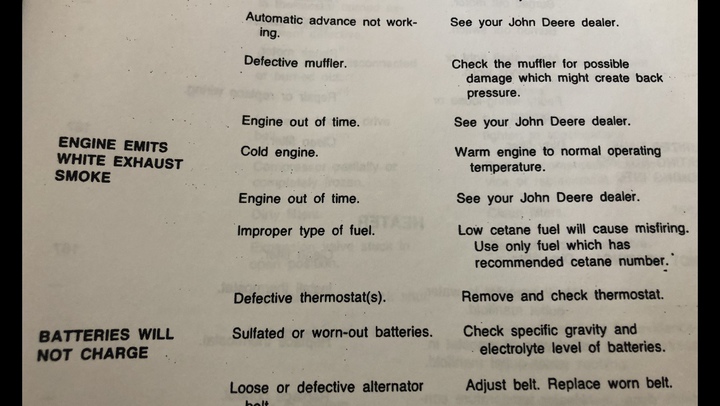 Automatic advance not work-
ing.
See your John Deere dealer.
Defective muffler.
Check the muffler for possible
damage which might create back
pressure.
Engine out of time.
See your John Deere dealer.
ENGINE EMITS
WHITE EXHAUST
SMOKE
Cold engine.
Warm engine to normal operating
temperature.
Engine out of time.
See your John Deere dealer.
Improper type of fuel.
Low cetane fuel will cause misfiring.
Use only fuel which has
recommended cetane number.
Defective thermostat(s).
Remove and check thermostat.
BATTERIES WILL
NOT CHARGE
Sulfated or worn-out batteries.
Check specific gravity and
electrolyte level of batteries.
Loose or defective alternator
belt.
Adjust belt. Replace worn belt.